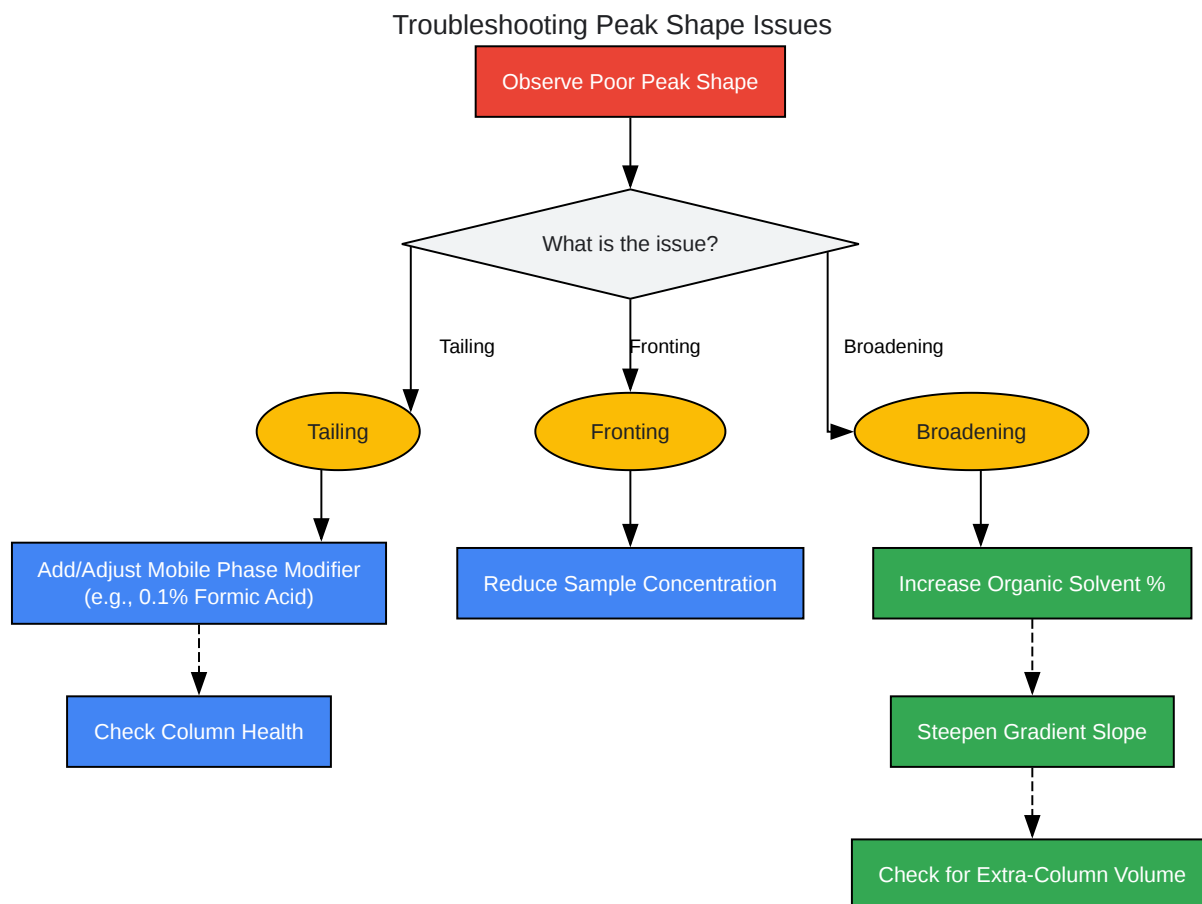 Troubleshooting Peak Shape Issues
Observe Poor Peak Shape
What is the issue?
Tailing
Fronting
Broadening
Tailing
Fronting
Broadening
Add/Adjust Mobile Phase Modifier
(e.g., 0.1% Formic Acid)
Reduce Sample Concentration
Increase Organic Solvent %
Check Column Health
Steepen Gradient Slope
Check for Extra-Column Volume